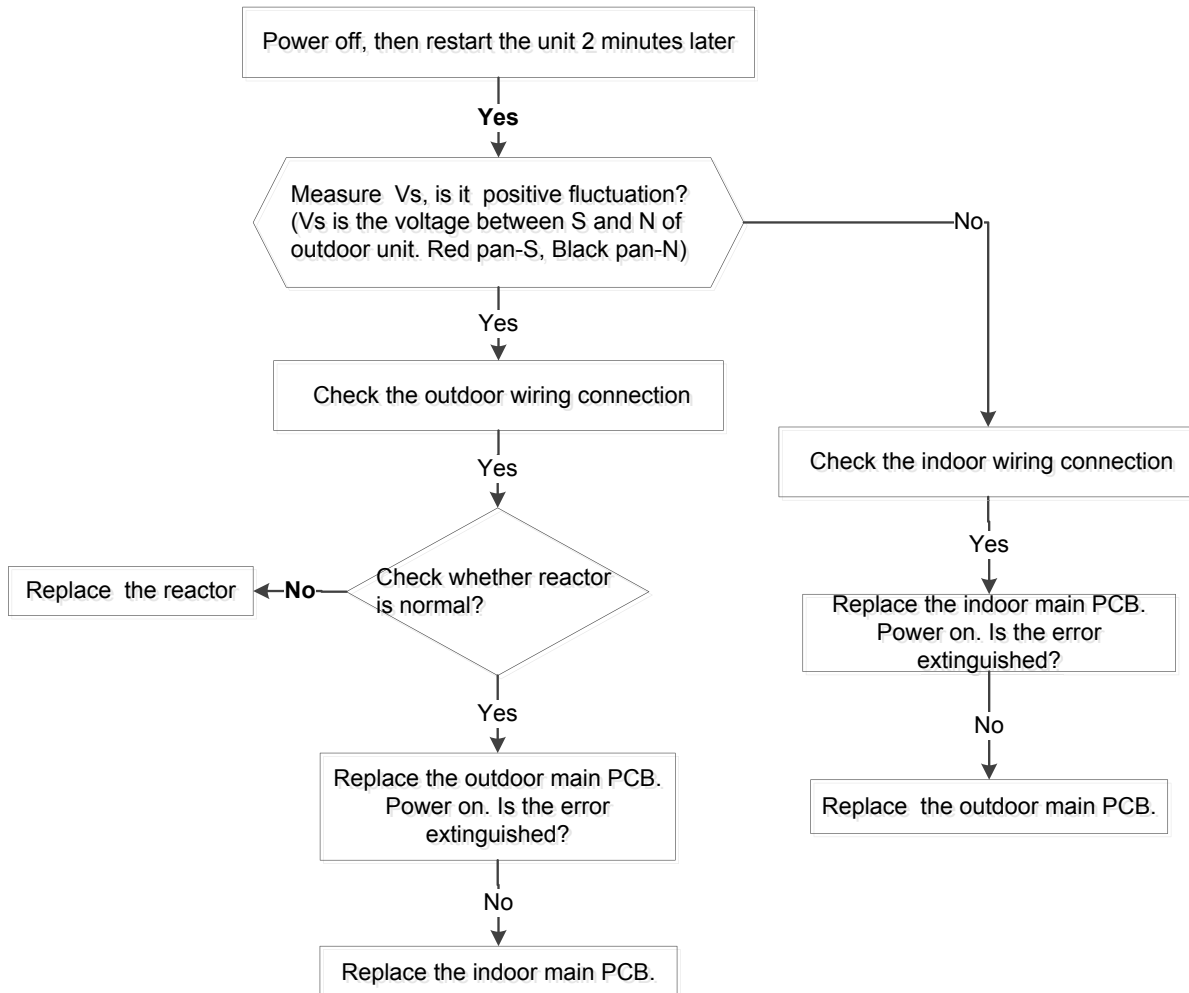 Power off, then restart the unit 2 minutes later
Yes
Measure Vs, is it positive fluctuation?
(Vs is the voltage between S and N of
outdoor unit. Red pan-S, Black pan-N)
No
Yes
Check the outdoor wiring connection
Check the indoor wiring connection
Yes
Yes
Replace the reactor
No
Check whether reactor
is normal?
Replace the indoor main PCB.
Power on. Is the error
extinguished?
Yes
No
Replace the outdoor main PCB.
Power on. Is the error
extinguished?
Replace the outdoor main PCB.
No
Replace the indoor main PCB.